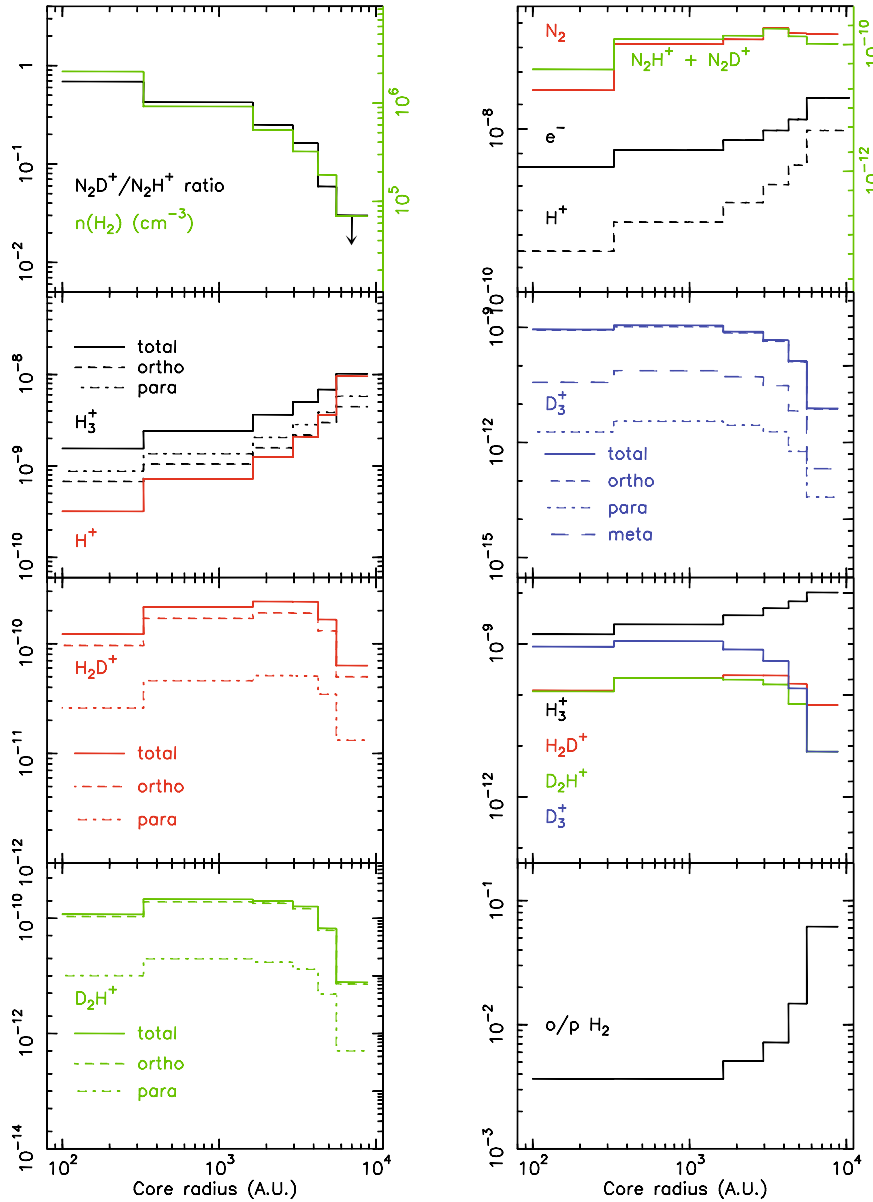 1
10⁻¹
10⁻²
10⁶
10⁵
N₂D⁺/N₂H⁺ ratio
n(H₂) (cm⁻³)
N₂
N₂H⁺ + N₂D⁺
e⁻
H⁺
10⁻⁸
10⁻¹⁰
10⁻¹⁰
10⁻¹²
total
ortho
para
H₃⁺
H⁺
10⁻⁸
10⁻⁹
10⁻¹⁰
D₃⁺
total
ortho
para
meta
10⁻⁹
10⁻¹²
10⁻¹⁵
H₂D⁺
total
ortho
para
10⁻¹⁰
10⁻¹¹
10⁻¹²
H₃⁺
H₂D⁺
D₂H⁺
D₃⁺
10⁻⁹
10⁻¹²
D₂H⁺
total
ortho
para
10⁻¹⁰
10⁻¹²
10⁻¹⁴
o/p H₂
10⁻¹
10⁻²
10⁻³
10² 10³ 10⁴
Core radius (A.U.)
10² 10³ 10⁴
Core radius (A.U.)